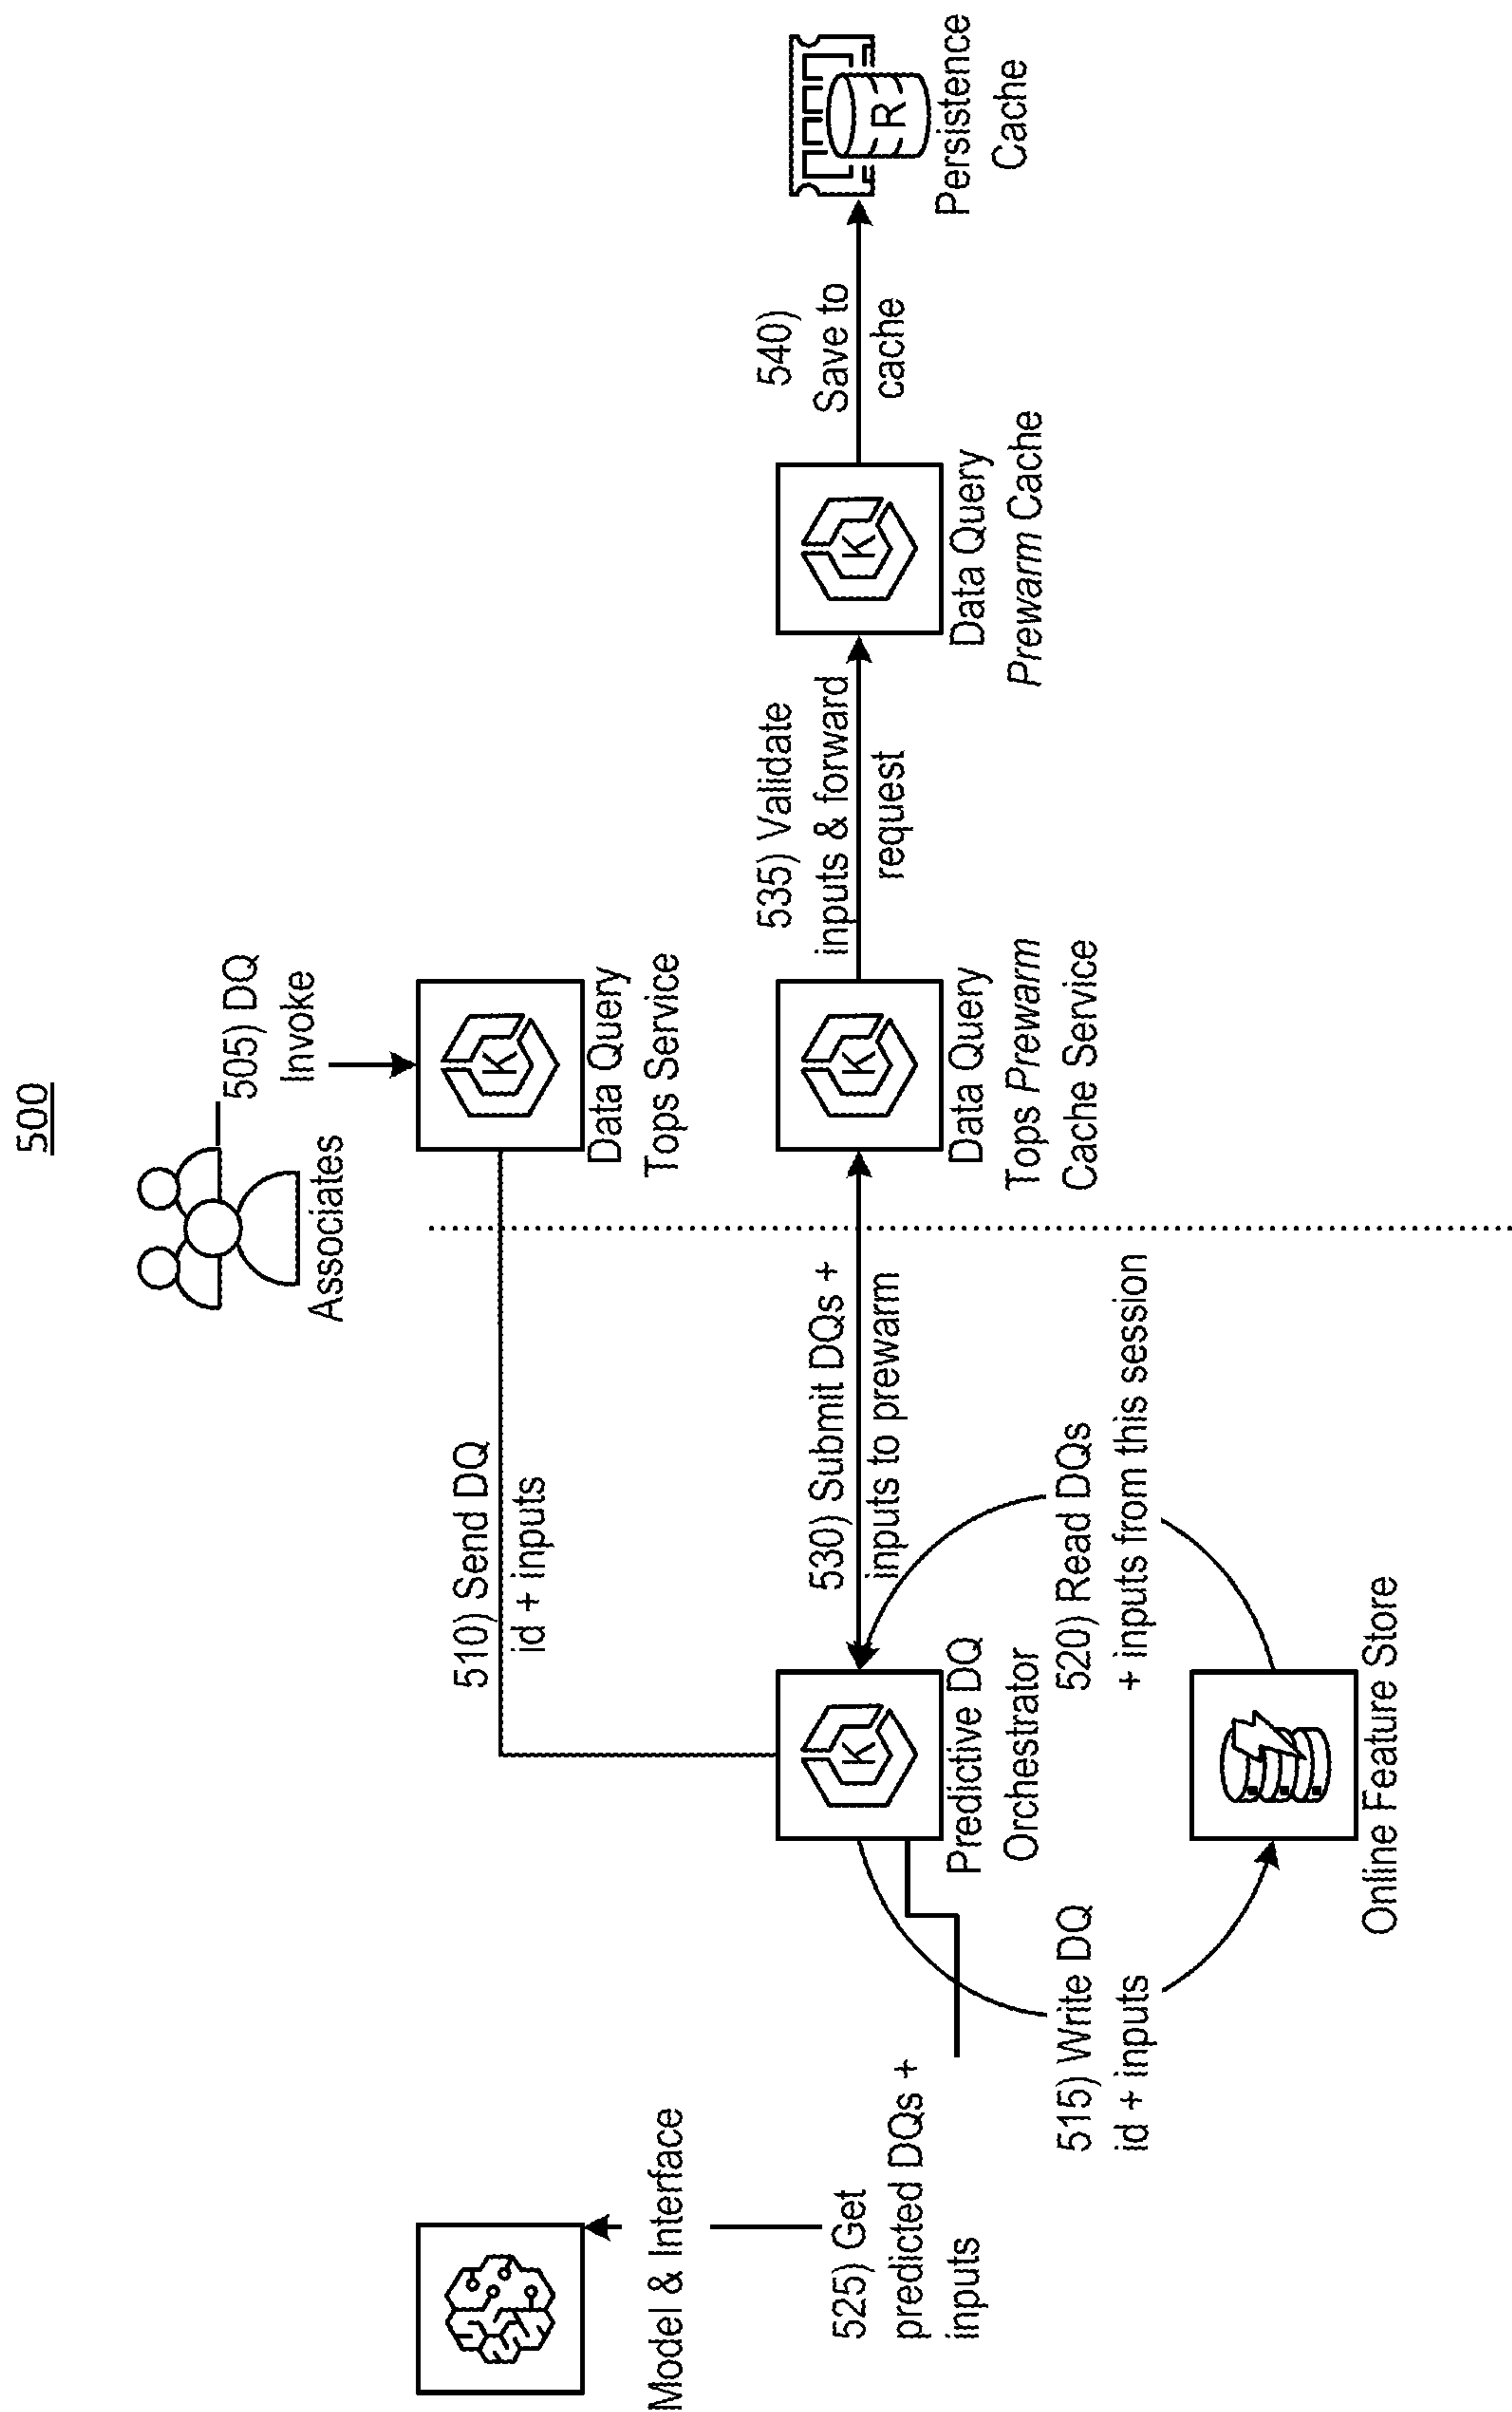 500
Associates
505) DQ
Invoke
K
Data Query
Tops Service
510) Send DQ
id + inputs
Model & Interface
525) Get
predicted DQs +
inputs
K
Predictive DQ
Orchestrator
530) Submit DQs +
inputs to prewarm
K
Data Query
Tops Prewarm
Cache Service
535) Validate
inputs & forward
request
K
Data Query
Prewarm Cache
540)
Save to
cache
R
Persistence
Cache
515) Write DQ
id + inputs
520) Read DQs
+ inputs from this session
Online Feature Store